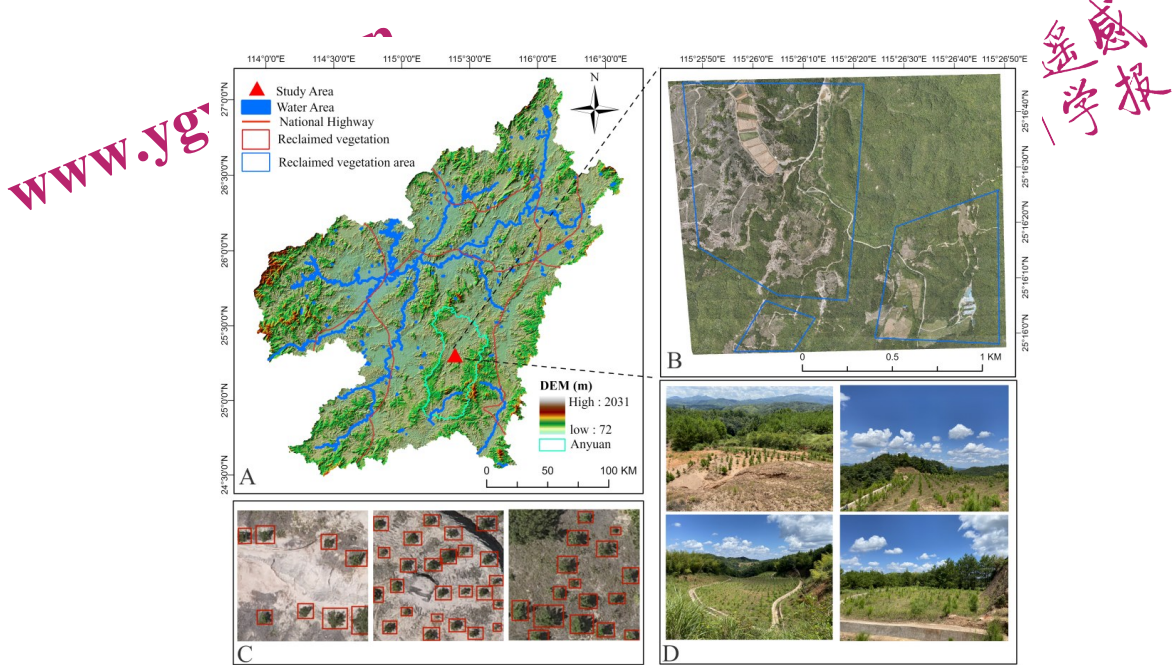 www.yg
遥感
学报
114°0'0"E 114°30'0"E 115°0'0"E 115°30'0"E 116°0'0"E 116°30'0"E
27°0'0"N
26°30'0"N
26°0'0"N
25°30'0"N
25°0'0"N
24°30'0"N
Study Area
Water Area
National Highway
Reclaimed vegetation
Reclaimed vegetation area
N
DEM (m)
High : 2031
low : 72
Anyuan
0 50 100 KM
A
115°25'50"E 115°26'0"E 115°26'10"E 115°26'20"E 115°26'30"E 115°26'40"E 115°26'50"E
25°16'40"N
25°16'30"N
25°16'20"N
25°16'10"N
25°16'0"N
B
0 0.5 1 KM
C
D